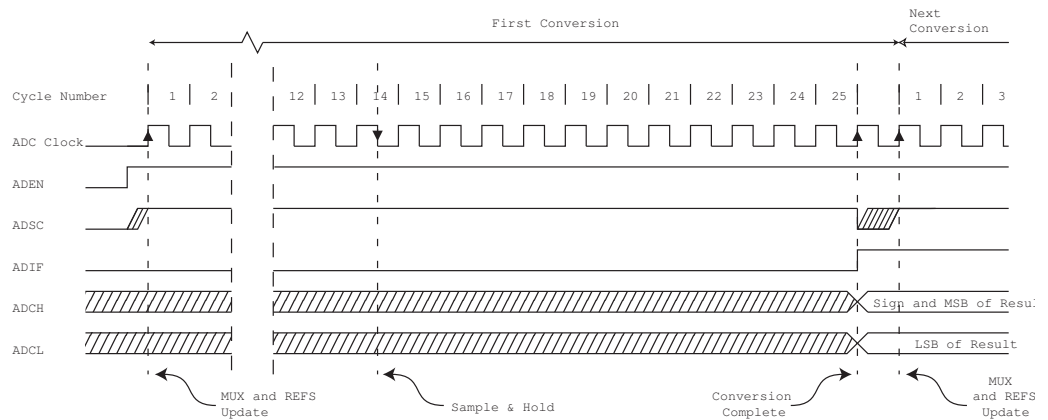 First Conversion
Next
Conversion
Cycle Number 1 2 12 13 14 15 16 17 18 19 20 21 22 23 24 25 1 2 3
ADC Clock
ADEN
ADSC
ADIF
ADCH Sign and MSB of Resul
ADCL LSB of Result
MUX and REFS
Update
Sample & Hold
Conversion
Complete
MUX
and REFS
Update